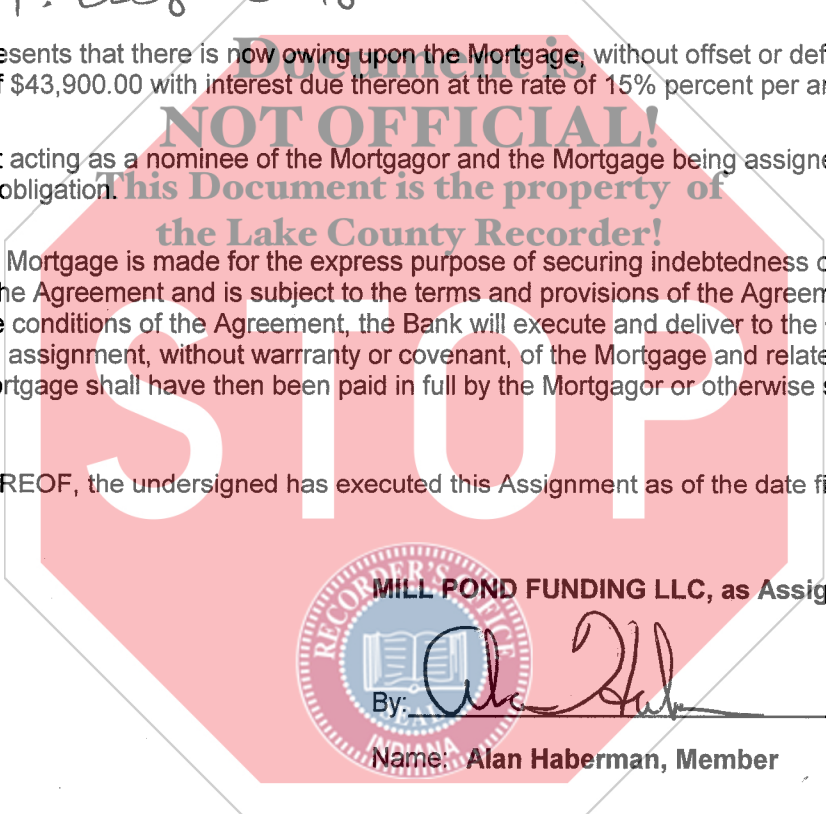 esents that there is now owing upon the Mortgage, without offset or def
Document is
f $43,900.00 with interest due thereon at the rate of 15% percent per an
NOT OFFICIAL!
t acting as a nominee of the Mortgagor and the Mortgage being assigne
obligation.
This Document is the property of
the Lake County Recorder!
Mortgage is made for the express purpose of securing indebtedness o
he Agreement and is subject to the terms and provisions of the Agreem
e conditions of the Agreement, the Bank will execute and deliver to the
assignment, without warrranty or covenant, of the Mortgage and relate
ortgage shall have then been paid in full by the Mortgagor or otherwise s
STOP
REOF, the undersigned has executed this Assignment as of the date fi
MILL POND FUNDING LLC, as Assig
RECORDER'S OFFICE
SEAL
INDIANA
By:
Name: Alan Haberman, Member